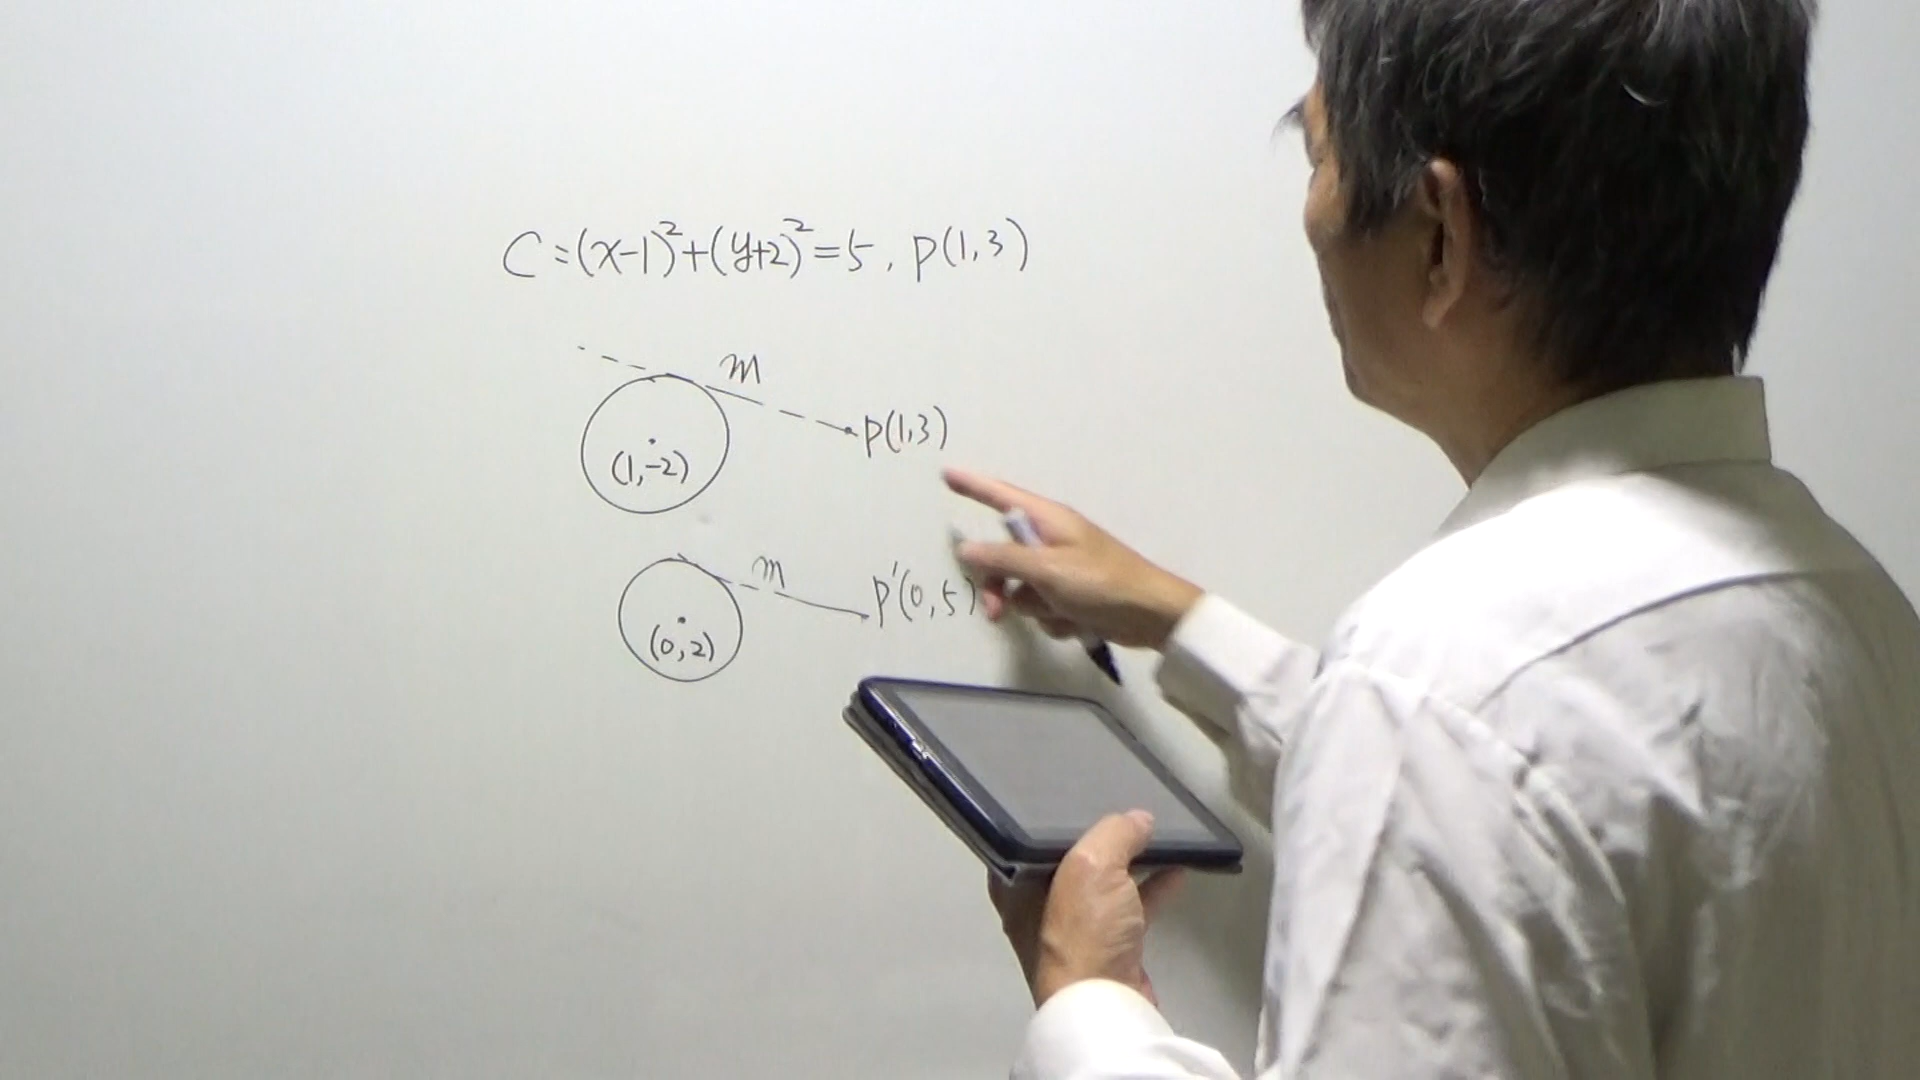 C:(x-1)²+(y+2)²=5, P(1,3)
m
P(1,3)
(1,-2)
m
P'(0,5)
(0,2)